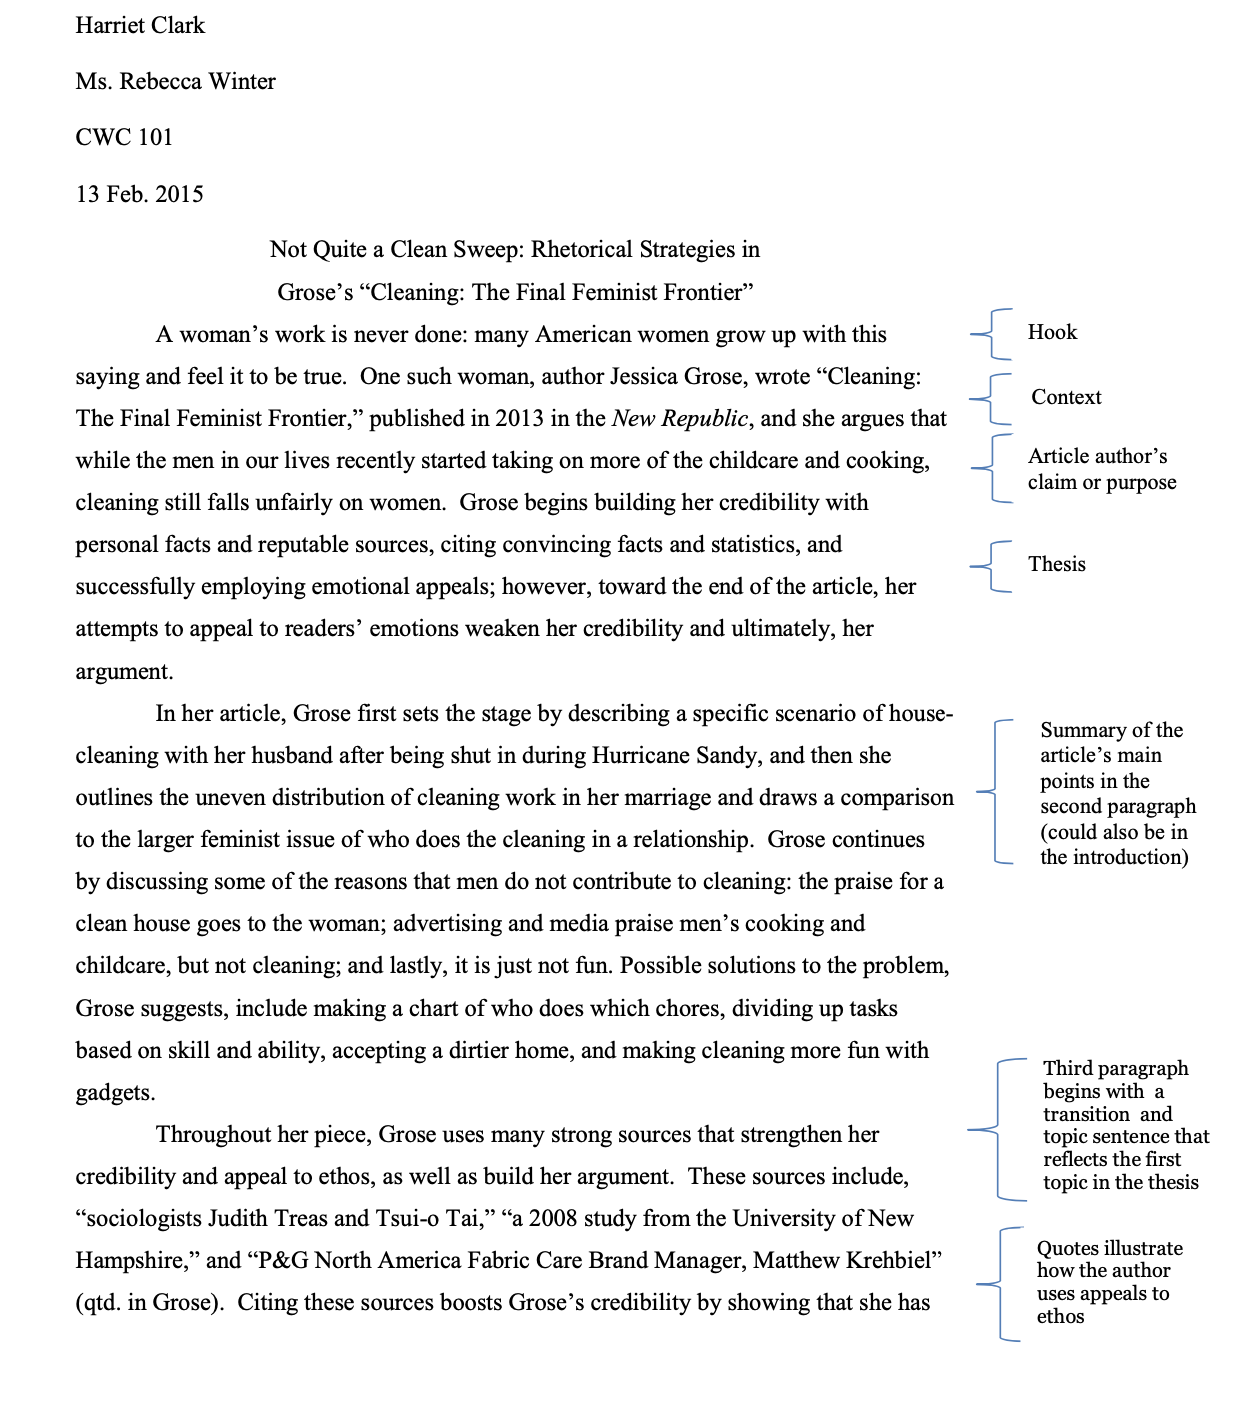 Harriet Clark
Ms. Rebecca Winter
CWC 101
13 Feb. 2015
Not Quite a Clean Sweep: Rhetorical Strategies in
Grose’s “Cleaning: The Final Feminist Frontier”
A woman’s work is never done: many American women grow up with this
saying and feel it to be true.  One such woman, author Jessica Grose, wrote “Cleaning:
The Final Feminist Frontier,” published in 2013 in the New Republic, and she argues that
while the men in our lives recently started taking on more of the childcare and cooking,
cleaning still falls unfairly on women.  Grose begins building her credibility with
personal facts and reputable sources, citing convincing facts and statistics, and
successfully employing emotional appeals; however, toward the end of the article, her
attempts to appeal to readers’ emotions weaken her credibility and ultimately, her
argument.
Hook
Context
Article author’s
claim or purpose
Thesis
In her article, Grose first sets the stage by describing a specific scenario of house-
cleaning with her husband after being shut in during Hurricane Sandy, and then she
outlines the uneven distribution of cleaning work in her marriage and draws a comparison
to the larger feminist issue of who does the cleaning in a relationship.  Grose continues
by discussing some of the reasons that men do not contribute to cleaning: the praise for a
clean house goes to the woman; advertising and media praise men’s cooking and
childcare, but not cleaning; and lastly, it is just not fun. Possible solutions to the problem,
Grose suggests, include making a chart of who does which chores, dividing up tasks
based on skill and ability, accepting a dirtier home, and making cleaning more fun with
gadgets.
Summary of the
article’s main
points in the
second paragraph
(could also be in
the introduction)
Throughout her piece, Grose uses many strong sources that strengthen her
credibility and appeal to ethos, as well as build her argument.  These sources include,
“sociologists Judith Treas and Tsui-o Tai,” “a 2008 study from the University of New
Hampshire,” and “P&G North America Fabric Care Brand Manager, Matthew Krehbiel”
(qtd. in Grose).  Citing these sources boosts Grose’s credibility by showing that she has
Third paragraph
begins with  a
transition  and
topic sentence that
reflects the first
topic in the thesis
Quotes illustrate
how the author
uses appeals to
ethos